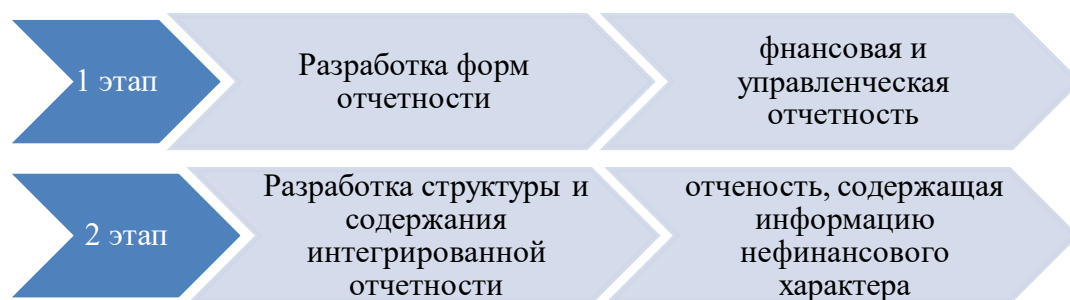 1 этап
Разработка форм
отчетности
фнансовая и
управленческая
отчетность
2 этап
Разработка структуры и
содержания
интегрированной
отчетности
отченость, содержащая
информацию
нефинансового
характера